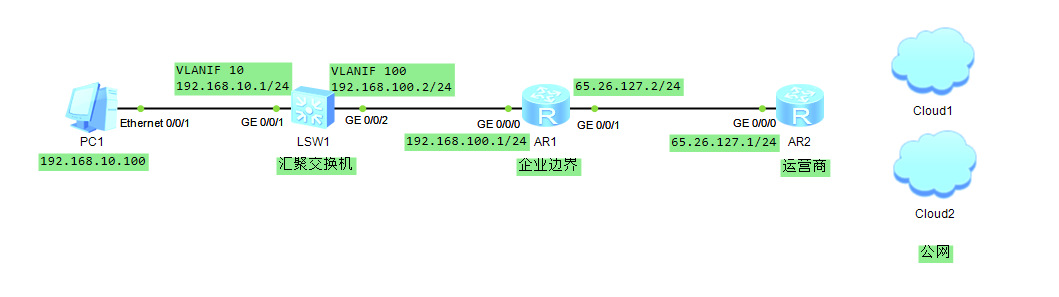 VLANIF 10
192.168.10.1/24
VLANIF 100
192.168.100.2/24
65.26.127.2/24
Ethernet 0/0/1
GE 0/0/1
GE 0/0/2
GE 0/0/0
R
GE 0/0/1
GE 0/0/0
R
Cloud1
PC1
LSW1
192.168.100.1/24
AR1
65.26.127.1/24
AR2
192.168.10.100
汇聚交换机
企业边界
运营商
Cloud2
公网